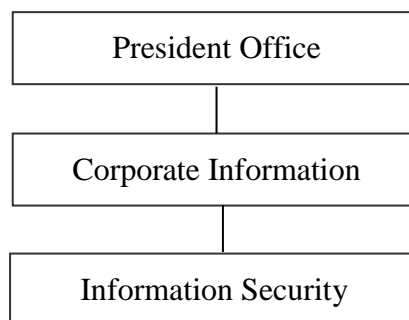 President Office
Corporate Information
Information Security